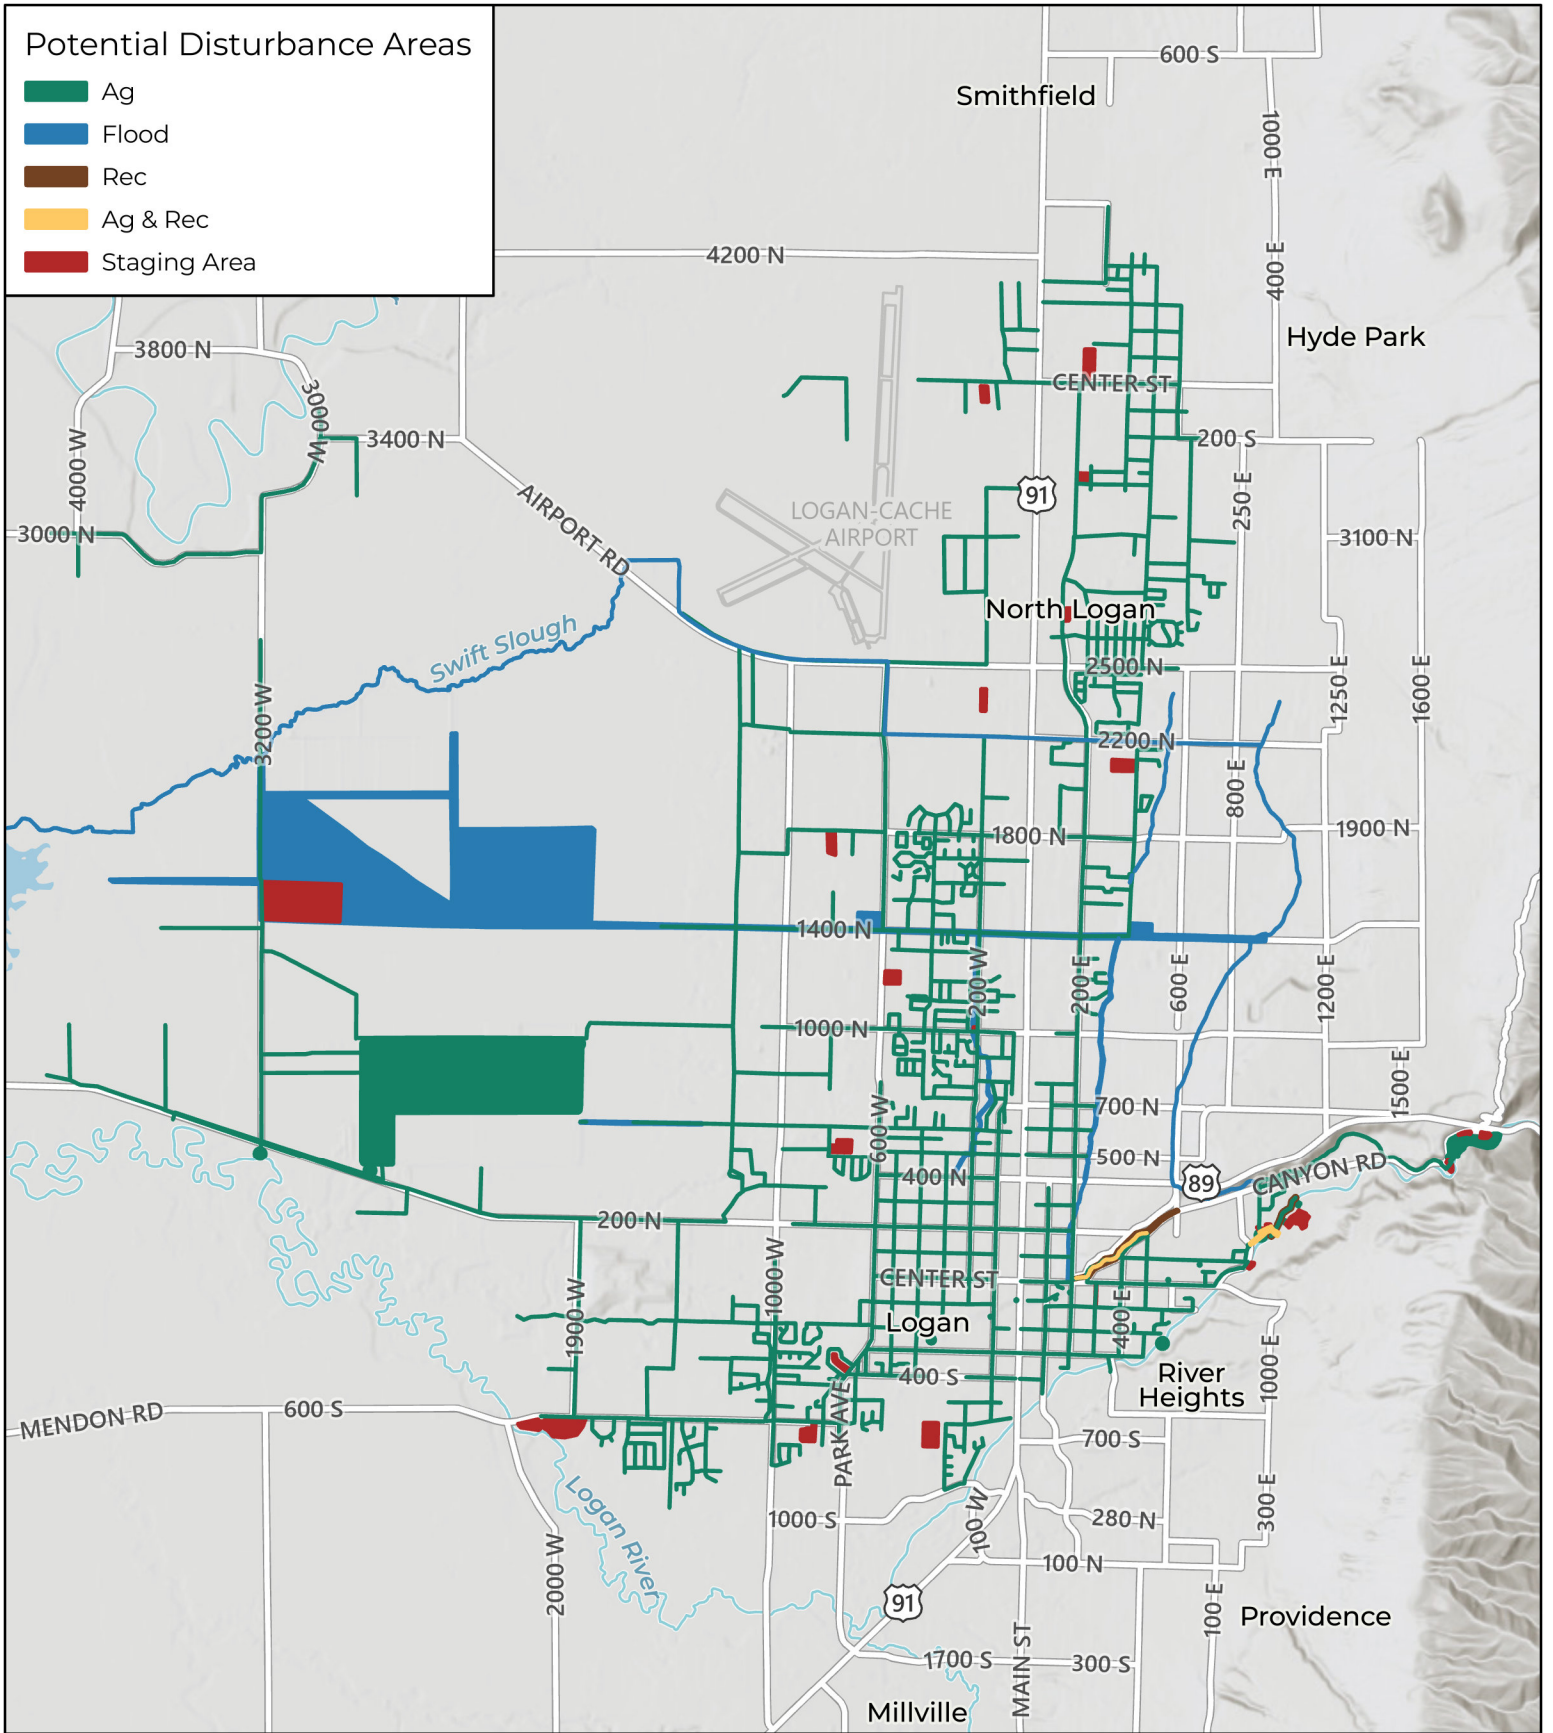 Potential Disturbance Areas
Ag
Flood
Rec
Ag & Rec
Staging Area
600 S
Smithfield
1000 E
4200 N
400 E
Hyde Park
3800 N
3000 W
CENTER ST
4000 W
3400 N
200 S
AIRPORT RD
91
250 E
LOGAN-CACHE
AIRPORT
3000 N
3100 N
North Logan
Swift Slough
2500 N
1250 E
1600 E
3200 W
2200 N
800 E
1800 N
1900 N
1400 N
200 W
200 E
600 E
1200 E
1000 N
1500 E
700 N
600 W
500 N
400 N
89
CANYON RD
200 N
1000 W
CENTER ST
1900 W
400 E
Logan
1000 E
400 S
River
Heights
MENDON RD
600 S
PARK AVE
700 S
Logan River
1000 S
100 W
280 N
300 E
2000 W
100 N
91
100 E
Providence
MAIN ST
1700 S
300 S
Millville